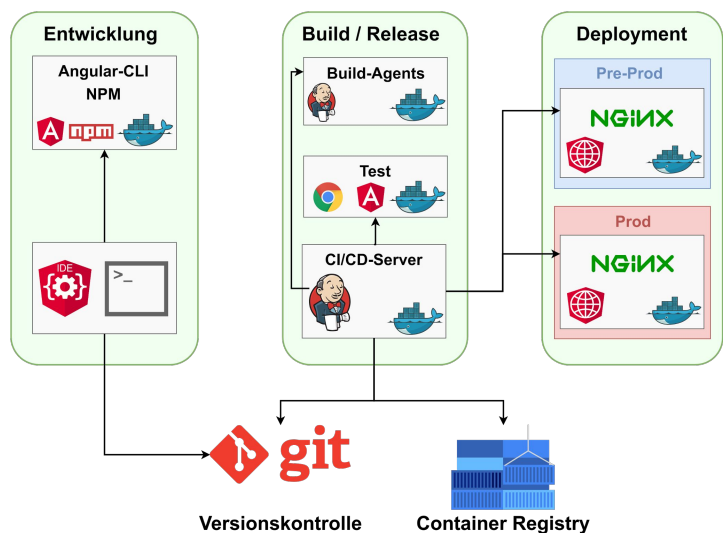 Entwicklung
Angular-CLI
NPM
A
npm
IDE
>_
Build / Release
Build-Agents
Test
A
CI/CD-Server
Deployment
Pre-Prod
NGiNX
Prod
NGiNX
git
Versionskontrolle
Container Registry